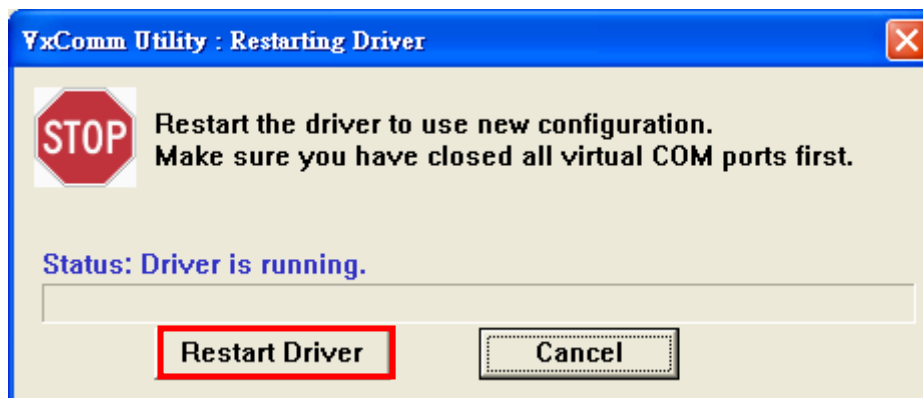 VxComm Utility : Restarting Driver
STOP
Restart the driver to use new configuration.
Make sure you have closed all virtual COM ports first.
Status: Driver is running.
Restart Driver
Cancel